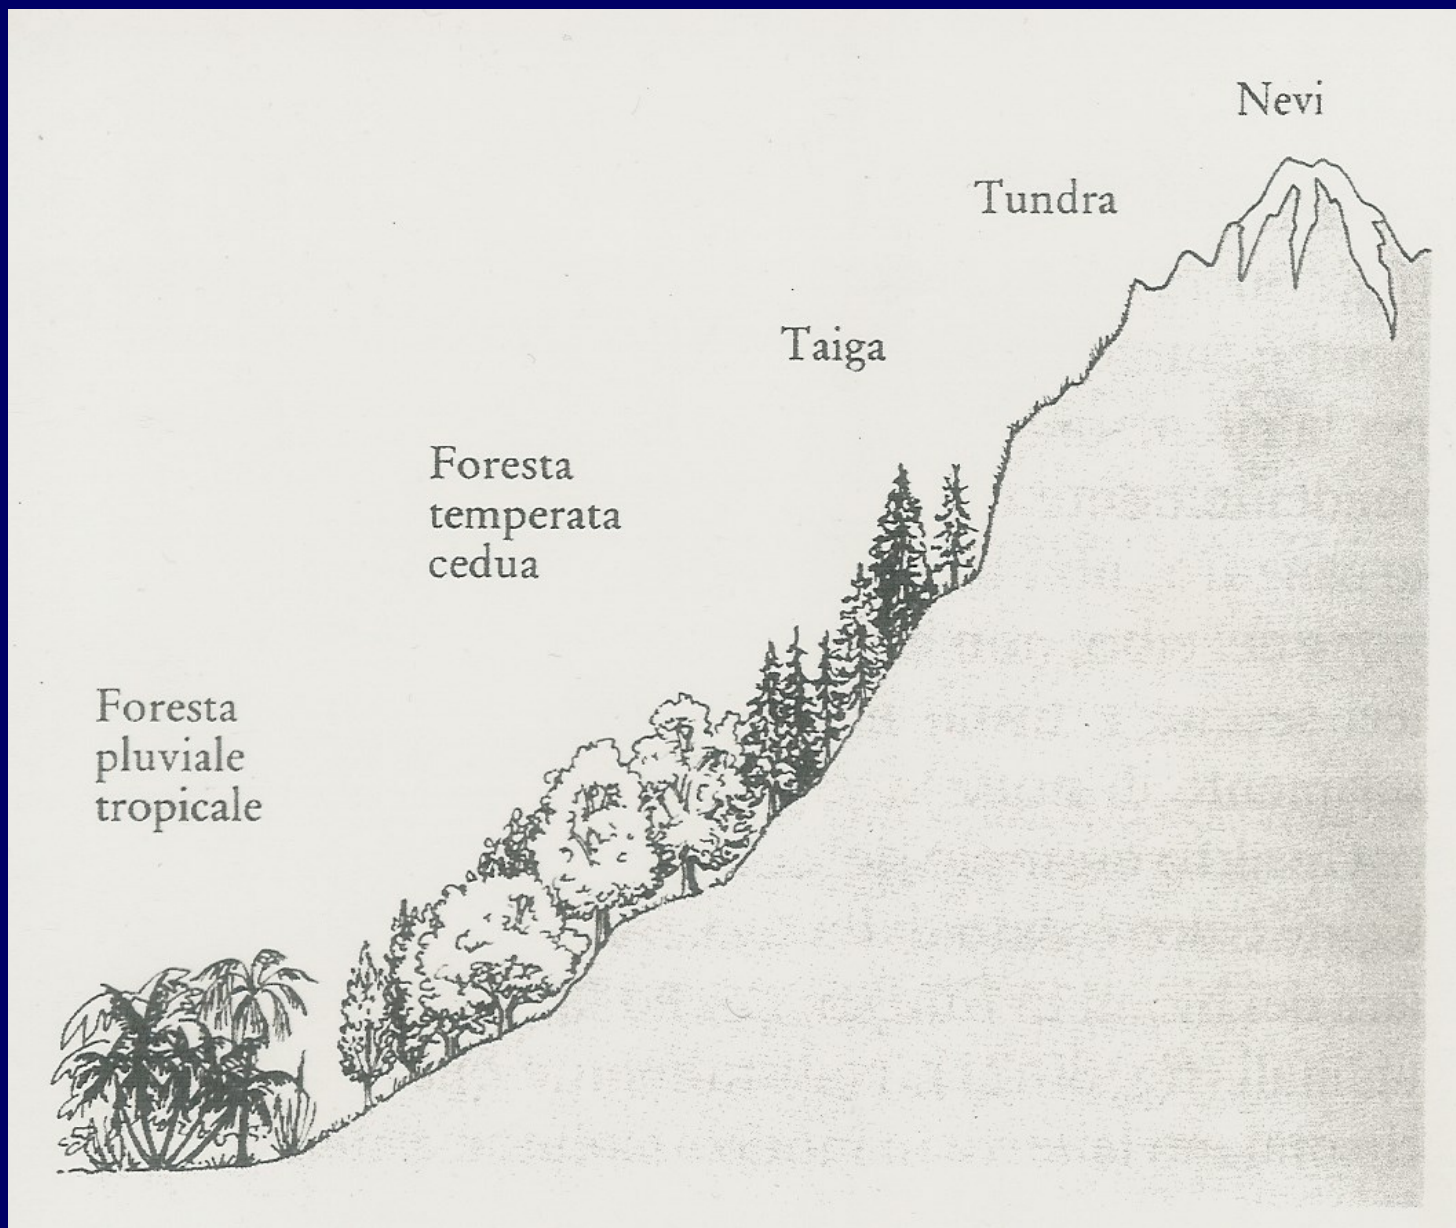 Nevi
Tundra
Taiga
Foresta
temperata
cedua
Foresta
pluviale
tropicale